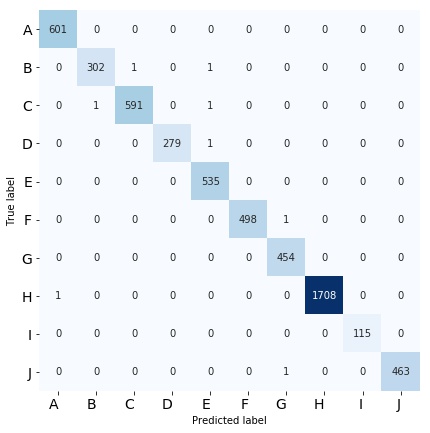 A 601 0 0 0 0 0 0 0 0 0
B 0 302 1 0 1 0 0 0 0 0
C 0 1 591 0 1 0 0 0 0 0
D 0 0 0 279 1 0 0 0 0 0
E 0 0 0 0 535 0 0 0 0 0
F 0 0 0 0 0 498 1 0 0 0
G 0 0 0 0 0 0 454 0 0 0
H 1 0 0 0 0 0 0 1708 0 0
I 0 0 0 0 0 0 0 0 115 0
J 0 0 0 0 0 0 1 0 0 463
A B C D E F G H I J
True label
Predicted label